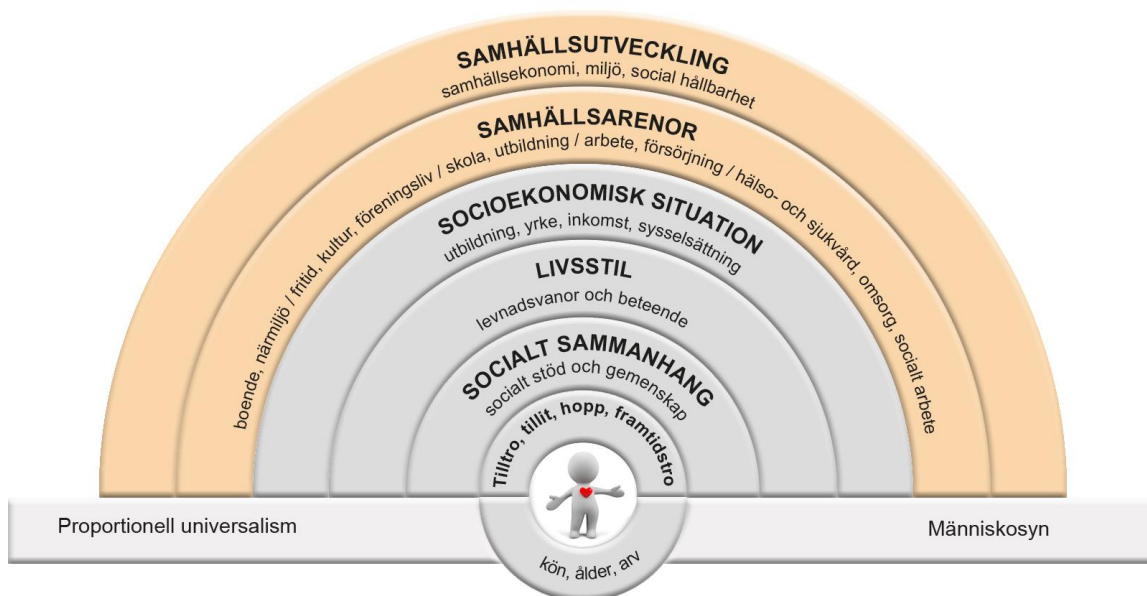 SAMHÄLLSUTVECKLING
samhällsekonomi, miljö, social hållbarhet
SAMHÄLLSARENOR
boende, närmiljö / fritid, kultur, föreningsliv / skola, utbildning / arbete, försörjning / hälso- och sjukvård, omsorg, socialt arbete
SOCIOEKONOMISK SITUATION
utbildning, yrke, inkomst, sysselsättning
LIVSSTIL
levnadsvanor och beteende
SOCIALT SAMMANHANG
socialt stöd och gemenskap
Tilltro, tillit, hopp, framtidstro
Proportionell universalism
Människosyn
kön, ålder, arv